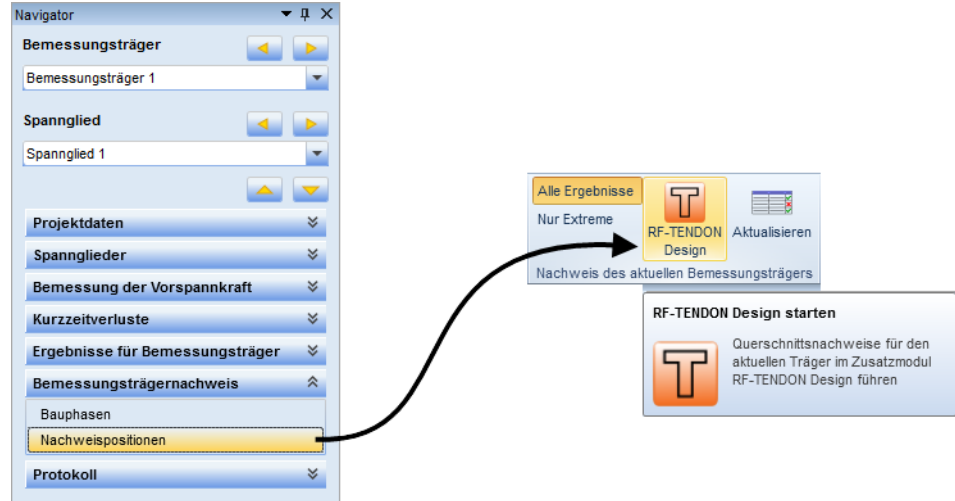 Navigator
Bemessungsträger
Bemessungsträger 1
Spannglied
Spannglied 1
Projektdaten
Spannglieder
Bemessung der Vorspannkraft
Kurzzeitverluste
Ergebnisse für Bemessungsträger
Bemessungsträgernachweis
Bauphasen
Nachweispositionen
Protokoll
Alle Ergebnisse
Nur Extreme
RF-TENDON
Design
Aktualisieren
Nachweis des aktuellen Bemessungsträgers
RF-TENDON Design starten
Querschnittsnachweise für den
aktuellen Träger im Zusatzmodul
RF-TENDON Design führen